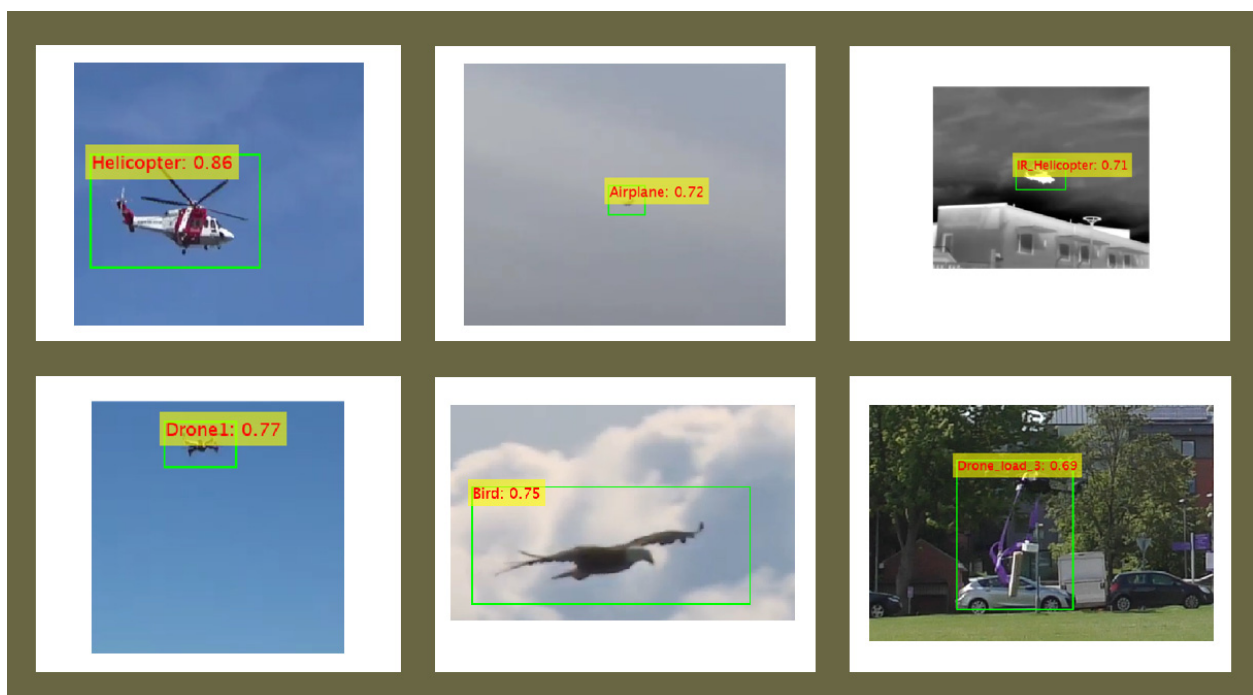 Helicopter: 0.86
Airplane: 0.72
IR_Helicopter: 0.71
Drone1: 0.77
Bird: 0.75
Drone_load_3: 0.69